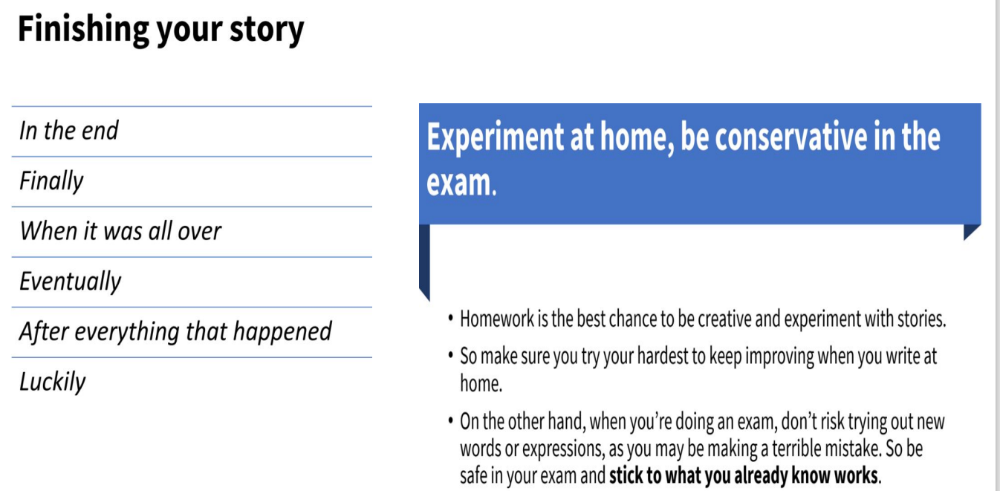 Finishing your story
In the end
Finally
When it was all over
Eventually
After everything that happened
Luckily
Experiment at home, be conservative in the
exam.
• Homework is the best chance to be creative and experiment with stories.
• So make sure you try your hardest to keep improving when you write at
home.
• On the other hand, when you’re doing an exam, don’t risk trying out new
words or expressions, as you may be making a terrible mistake. So be
safe in your exam and stick to what you already know works.